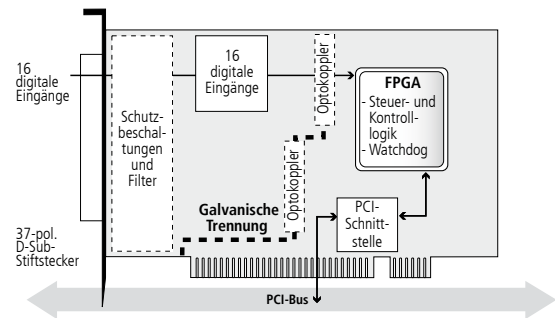 16
digitale
Eingänge
37-pol.
D-Sub-
Stiftstecker
Schutz-
beschal-
tungen
und
Filter
16
digitale
Eingänge
Optokoppler
Optokoppler
Galvanische
Trennung
FPGA
- Steuer- und
Kontroll-
logik
- Watchdog
PCI-
Schnitt-
stelle
PCI-Bus